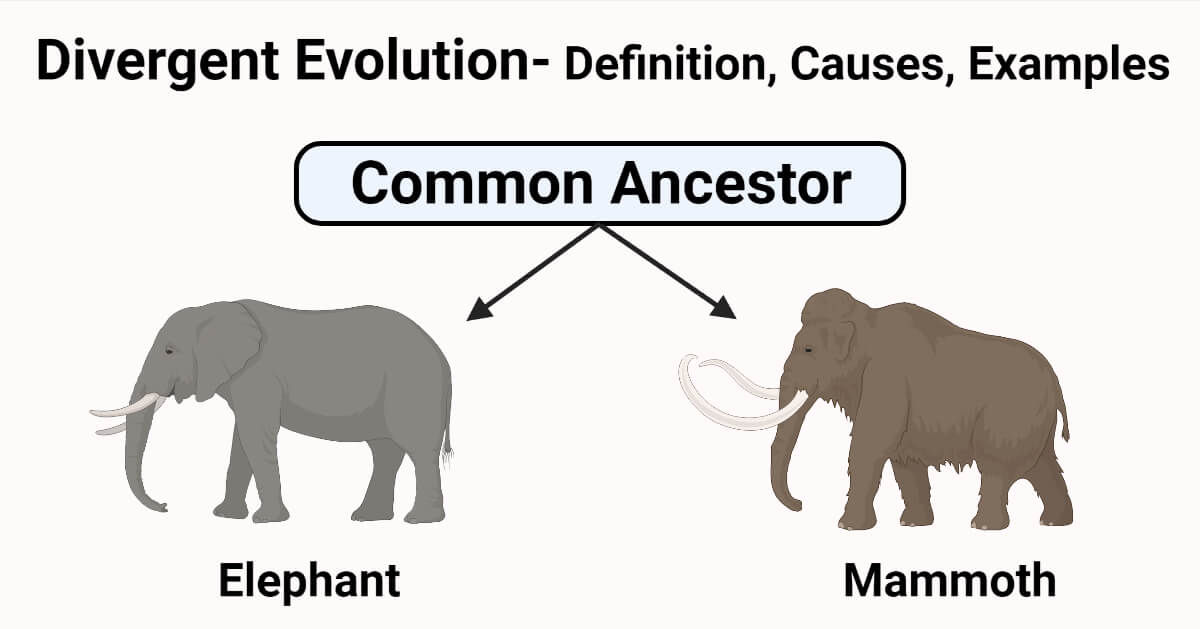 Divergent Evolution- Definition, Causes, Examples
Common Ancestor
Elephant
Mammoth